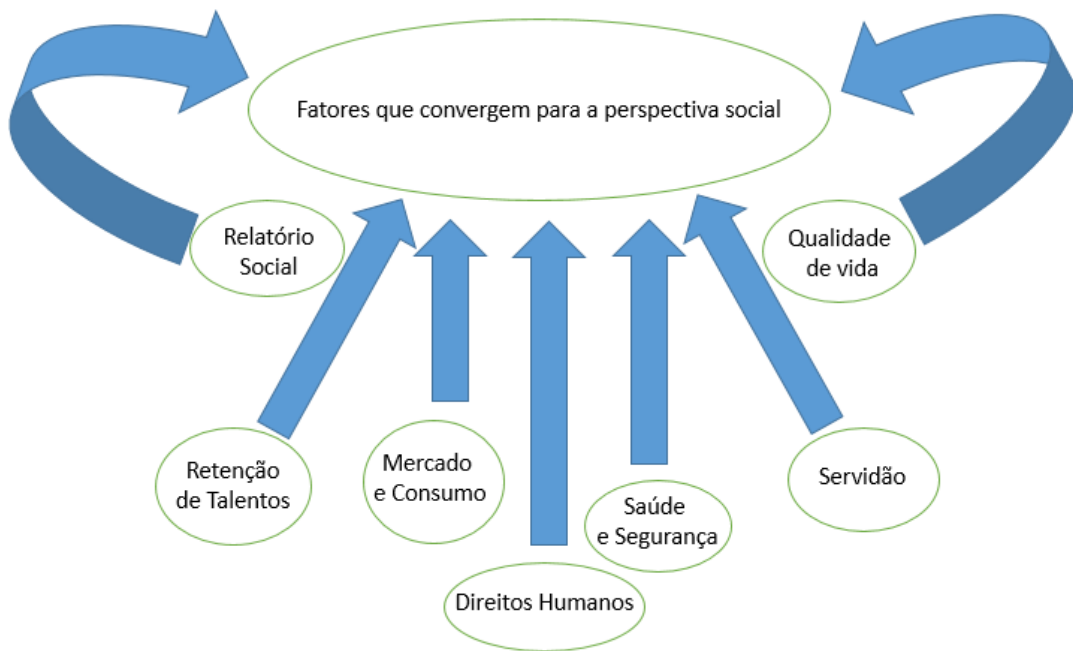 Fatores que convergem para a perspectiva social
Relatório
Social
Qualidade
de vida
Retenção
de Talentos
Mercado
e Consumo
Direitos Humanos
Saúde
e Segurança
Servidão